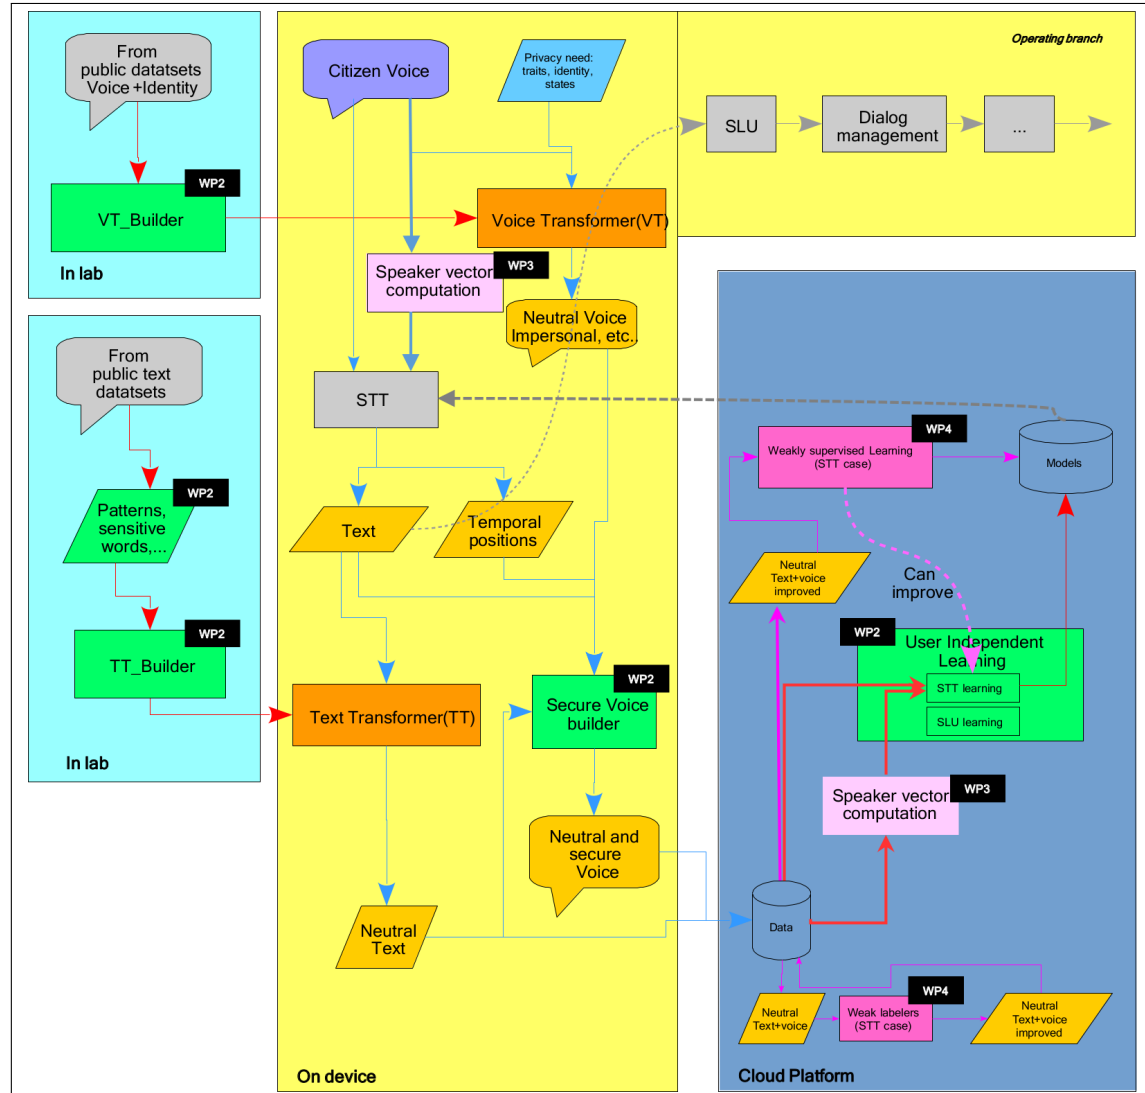 From
public datatsets
Voice +Identity
WP2
VT_Builder
In lab
From
public text
datatsets
WP2
Patterns,
sensitive
words,...
WP2
TT_Builder
In lab
Citizen Voice
Privacy need:
traits, identity,
states
Voice Transformer(VT)
WP3
Speaker vector
computation
Neutral Voice
Impersonal, etc..
STT
Text
Temporal
positions
WP2
Text Transformer(TT)
Secure Voice
builder
Neutral and
secure
Voice
Neutral
Text
On device
Operating branch
SLU
Dialog
management
...
WP4
Weakly supervised Learning
(STT case)
Models
Neutral
Text+voice
improved
Can
improve
WP2
User Independent
Learning
STT learning
SLU learning
WP3
Speaker vector
computation
Data
WP4
Neutral
Text+voice
Weak labelers
(STT case)
Neutral
Text+voice
improved
Cloud Platform